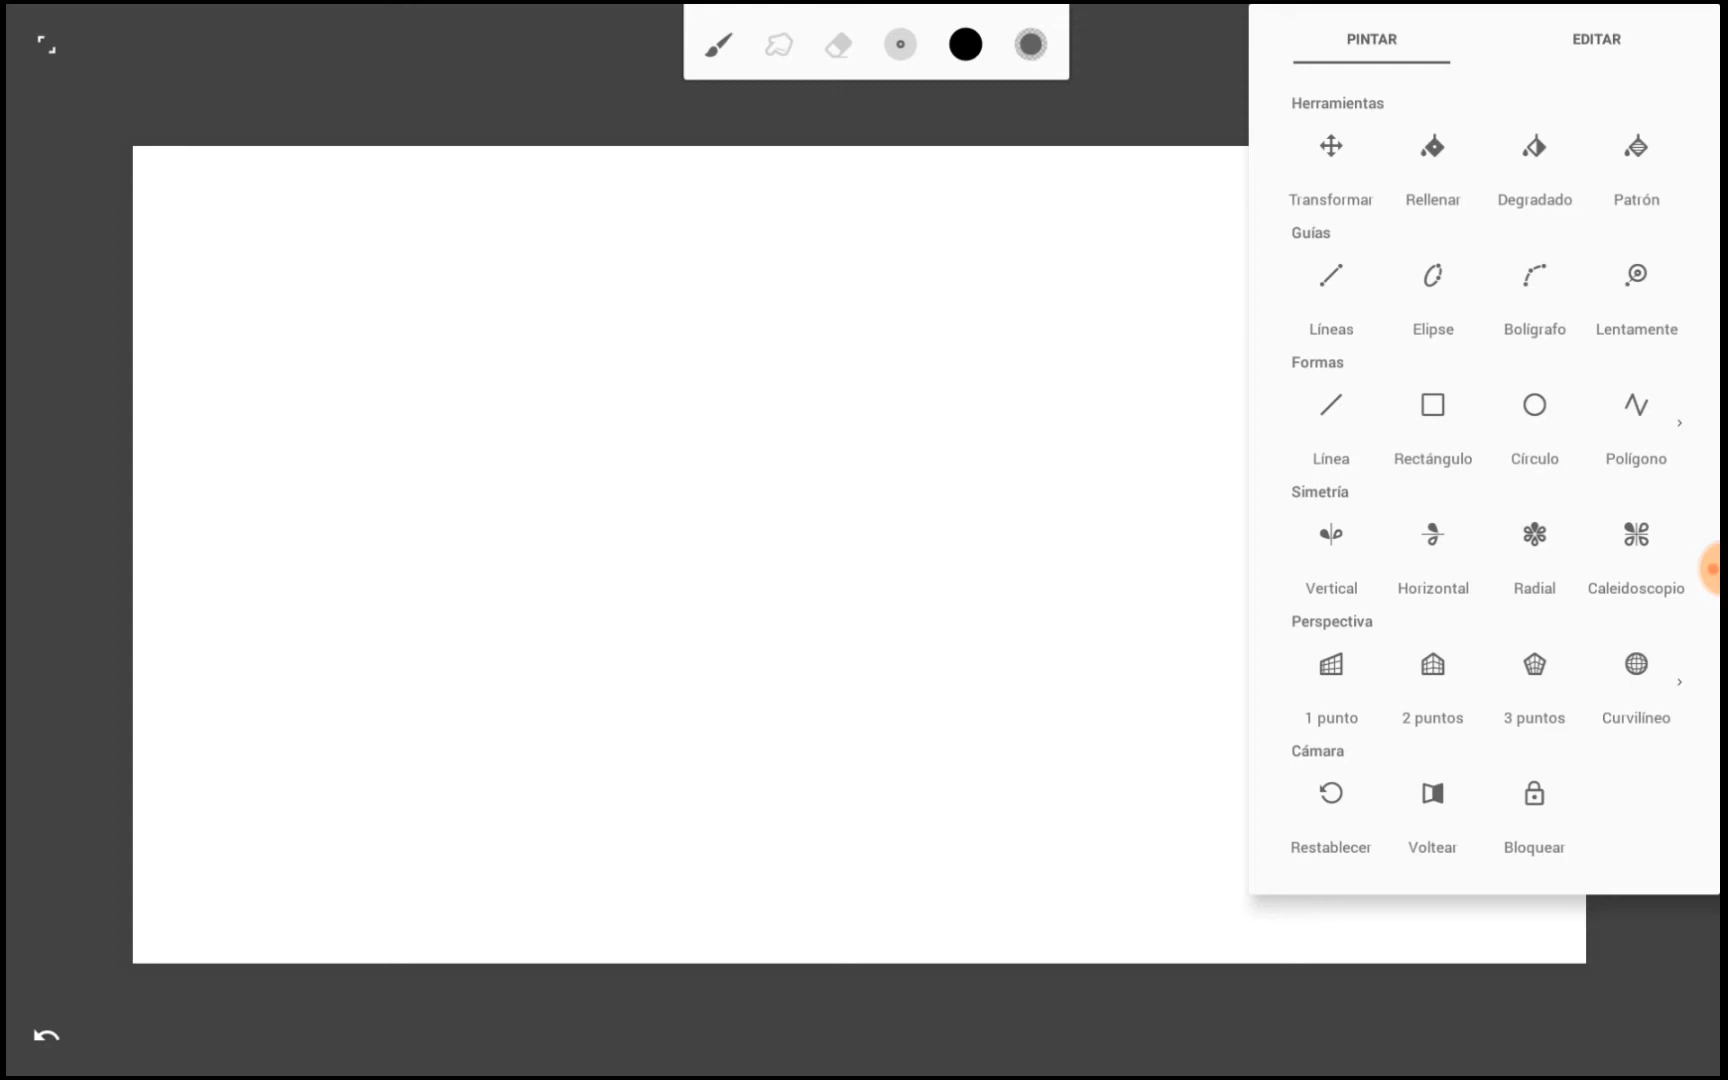 PINTAR EDITAR
Herramientas
Transformar Rellenar Degradado Patrón
Guías
Líneas Elipse Bolígrafo Lentamente
Formas
Línea Rectángulo Círculo Polígono
Simetría
Vertical Horizontal Radial Caleidoscopio
Perspectiva
1 punto 2 puntos 3 puntos Curvilíneo
Cámara
Restablecer Voltear Bloquear